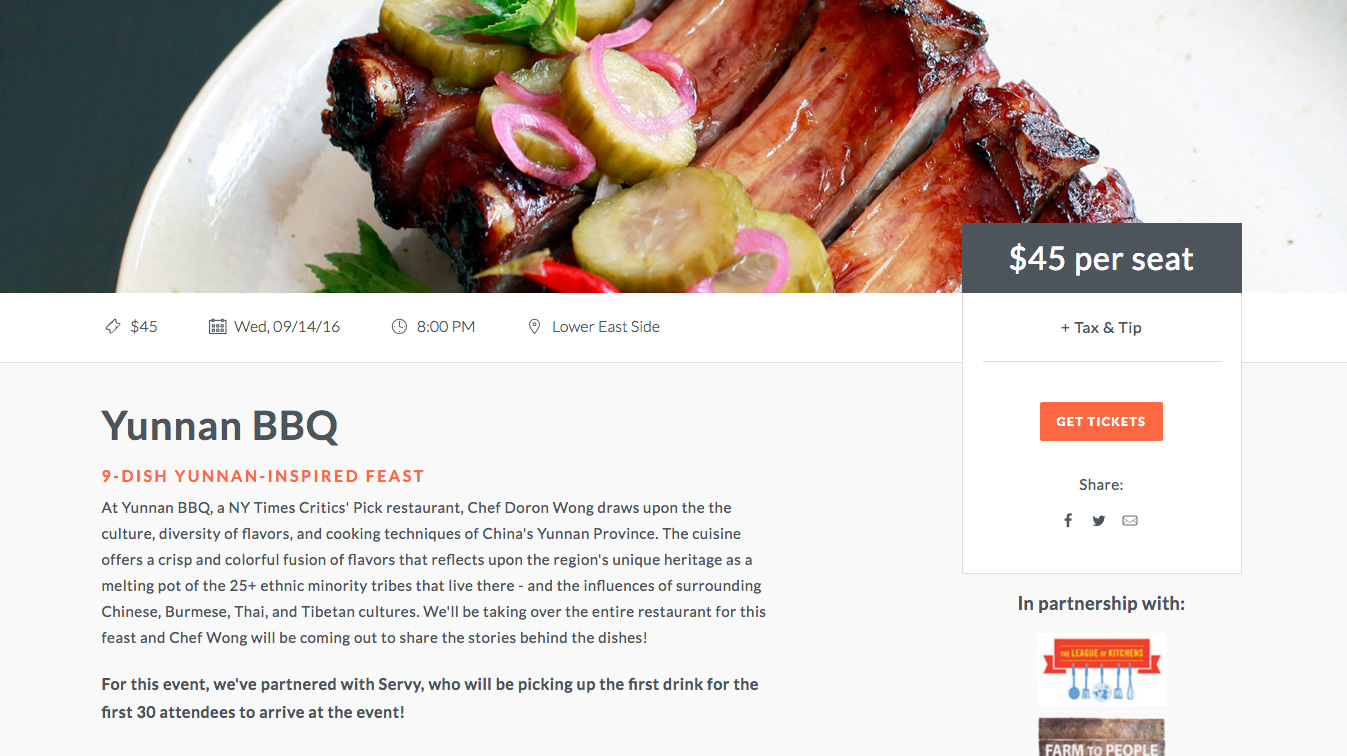 $45 per seat
$45
Wed, 09/14/16
8:00 PM
Lower East Side
+ Tax & Tip
GET TICKETS
Share:
Yunnan BBQ
9-DISH YUNNAN-INSPIRED FEAST
At Yunnan BBQ, a NY Times Critics' Pick restaurant, Chef Doron Wong draws upon the the
culture, diversity of flavors, and cooking techniques of China's Yunnan Province. The cuisine
offers a crisp and colorful fusion of flavors that reflects upon the region's unique heritage as a
melting pot of the 25+ ethnic minority tribes that live there - and the influences of surrounding
Chinese, Burmese, Thai, and Tibetan cultures. We'll be taking over the entire restaurant for this
feast and Chef Wong will be coming out to share the stories behind the dishes!
For this event, we've partnered with Servy, who will be picking up the first drink for the
first 30 attendees to arrive at the event!
In partnership with:
THE LEAGUE OF KITCHENS
FARM TO PEOPLE